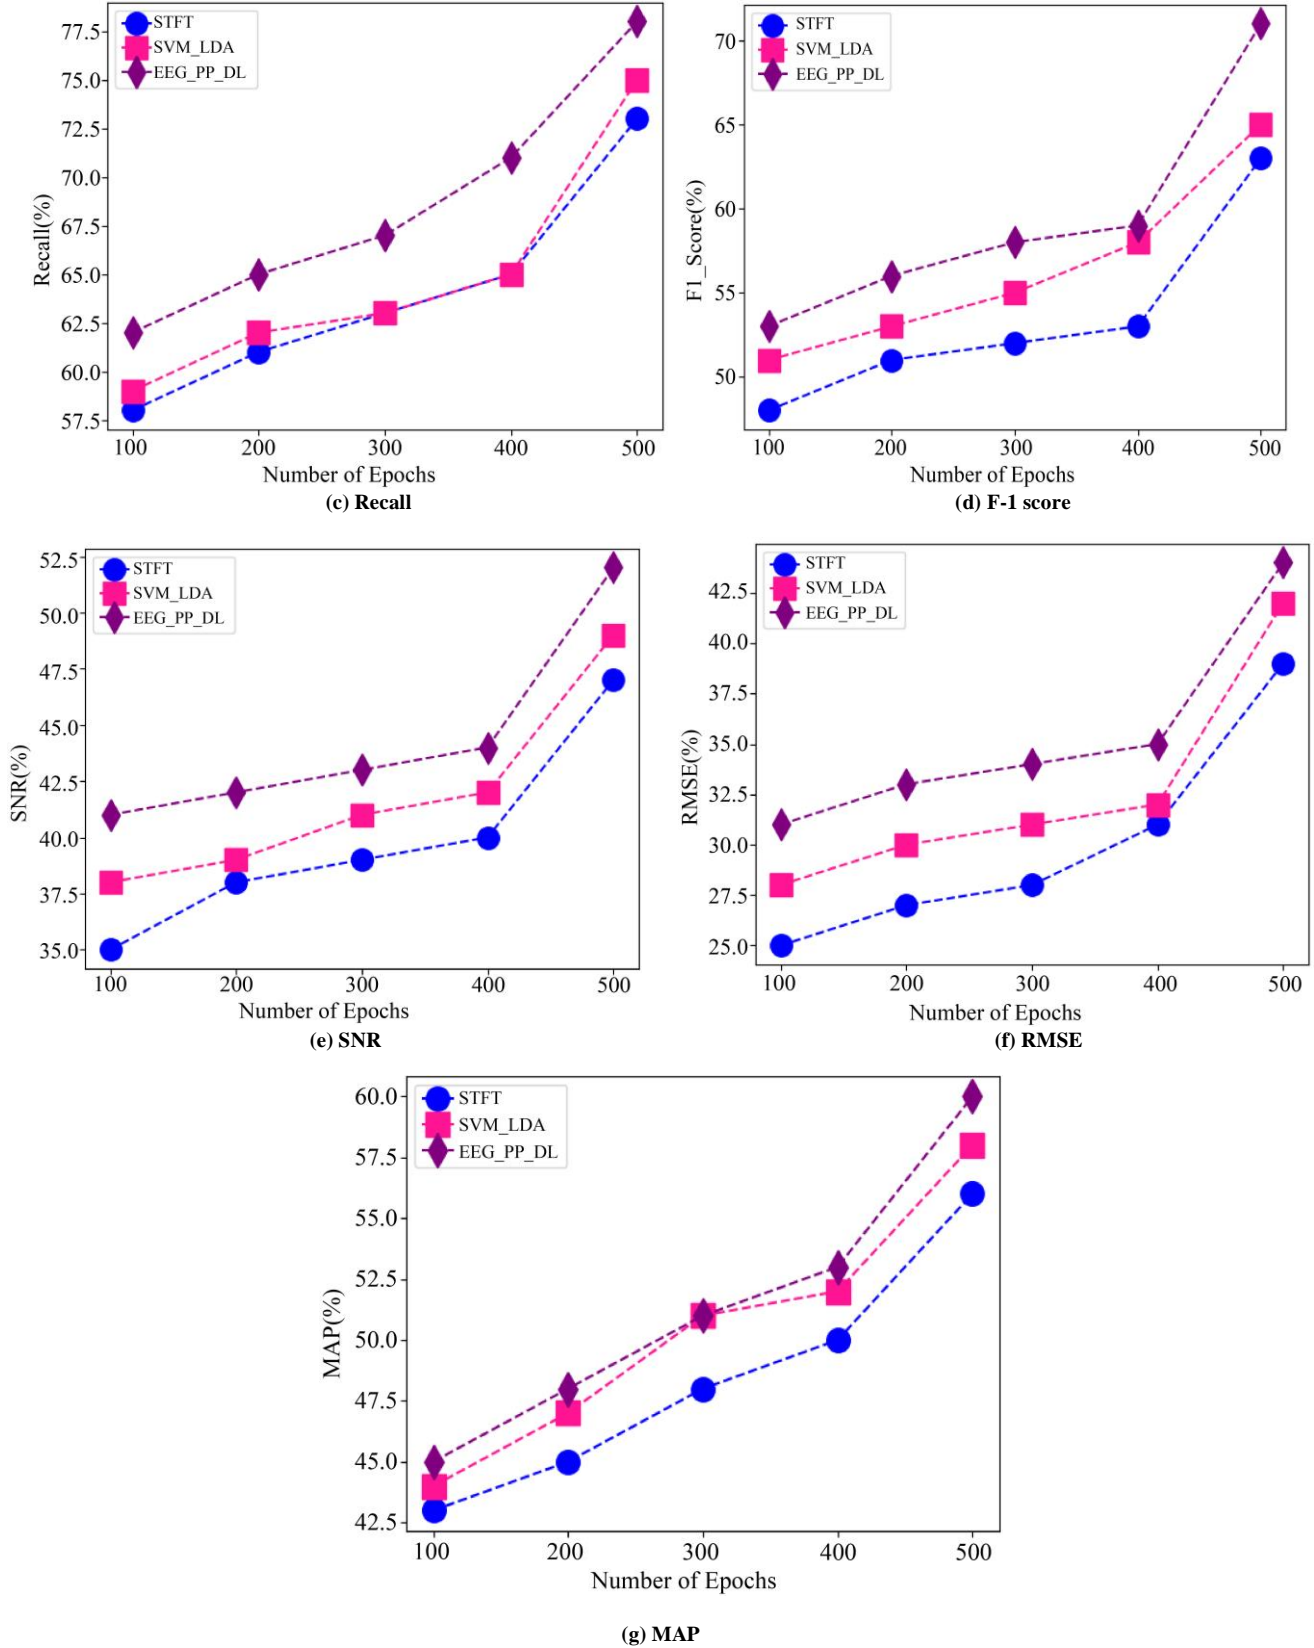 77.5
75.0
72.5
70.0
67.5
65.0
62.5
60.0
57.5
Recall(%)
STFT
SVM_LDA
EEG_PP_DL
100 200 300 400 500
Number of Epochs
(c) Recall
70
65
60
55
50
F1_Score(%)
STFT
SVM_LDA
EEG_PP_DL
100 200 300 400 500
Number of Epochs
(d) F-1 score
52.5
50.0
47.5
45.0
42.5
40.0
37.5
35.0
SNR(%)
STFT
SVM_LDA
EEG_PP_DL
100 200 300 400 500
Number of Epochs
(e) SNR
42.5
40.0
37.5
35.0
32.5
30.0
27.5
25.0
RMSE(%)
STFT
SVM_LDA
EEG_PP_DL
100 200 300 400 500
Number of Epochs
(f) RMSE
60.0
57.5
55.0
52.5
50.0
47.5
45.0
42.5
MAP(%)
STFT
SVM_LDA
EEG_PP_DL
100 200 300 400 500
Number of Epochs
(g) MAP